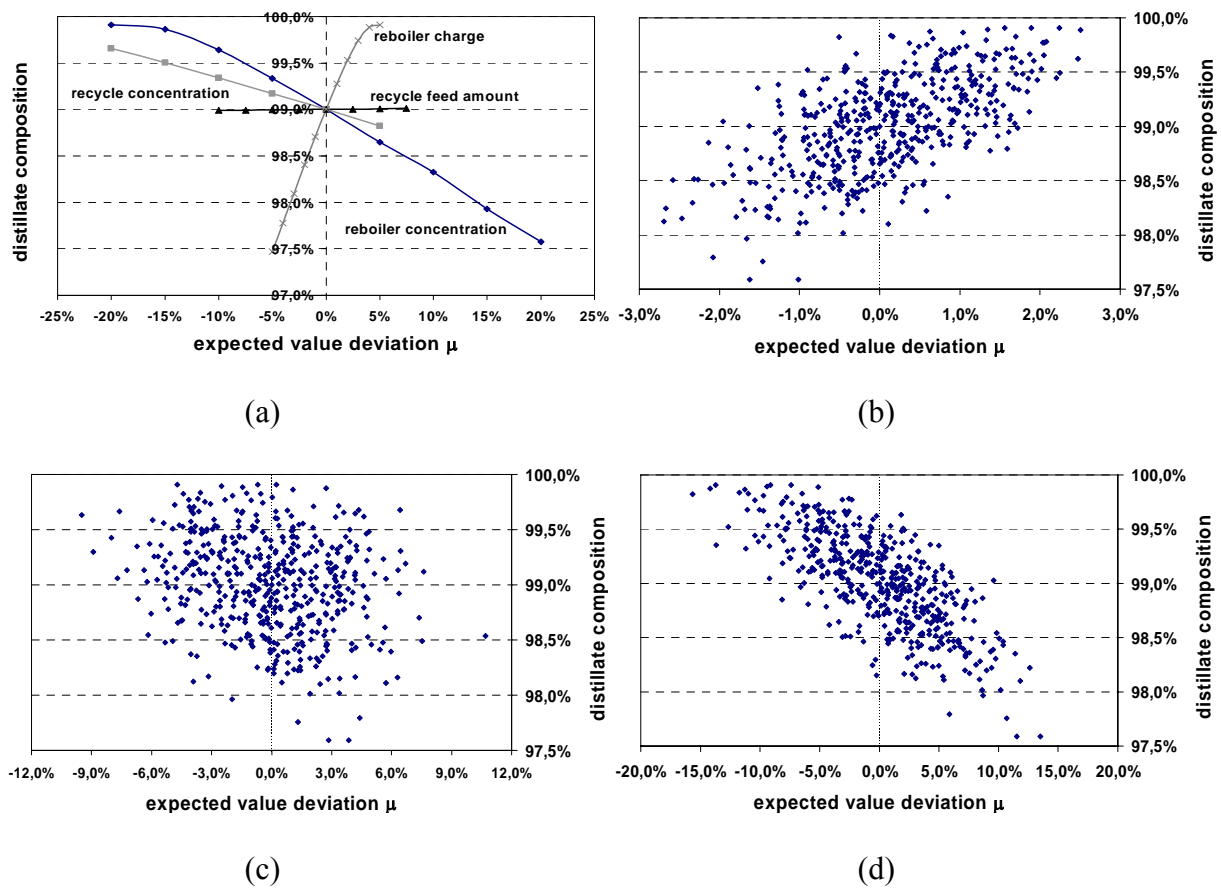 100,0%
99,5%
99,0%
98,5%
98,0%
97,5%
97,0%
reboiler charge
recycle concentration
recycle feed amount
reboiler concentration
distillate composition
-25% -20% -15% -10% -5% 0% 5% 10% 15% 20% 25%
expected value deviation μ
(a)
100,0%
99,5%
99,0%
98,5%
98,0%
97,5%
distillate composition
-3,0% -2,0% -1,0% 0,0% 1,0% 2,0% 3,0%
expected value deviation μ
(b)
100,0%
99,5%
99,0%
98,5%
98,0%
97,5%
distillate composition
-12,0% -9,0% -6,0% -3,0% 0,0% 3,0% 6,0% 9,0% 12,0%
expected value deviation μ
(c)
100,0%
99,5%
99,0%
98,5%
98,0%
97,5%
distillate composition
-20,0% -15,0% -10,0% -5,0% 0,0% 5,0% 10,0% 15,0% 20,0%
expected value deviation μ
(d)